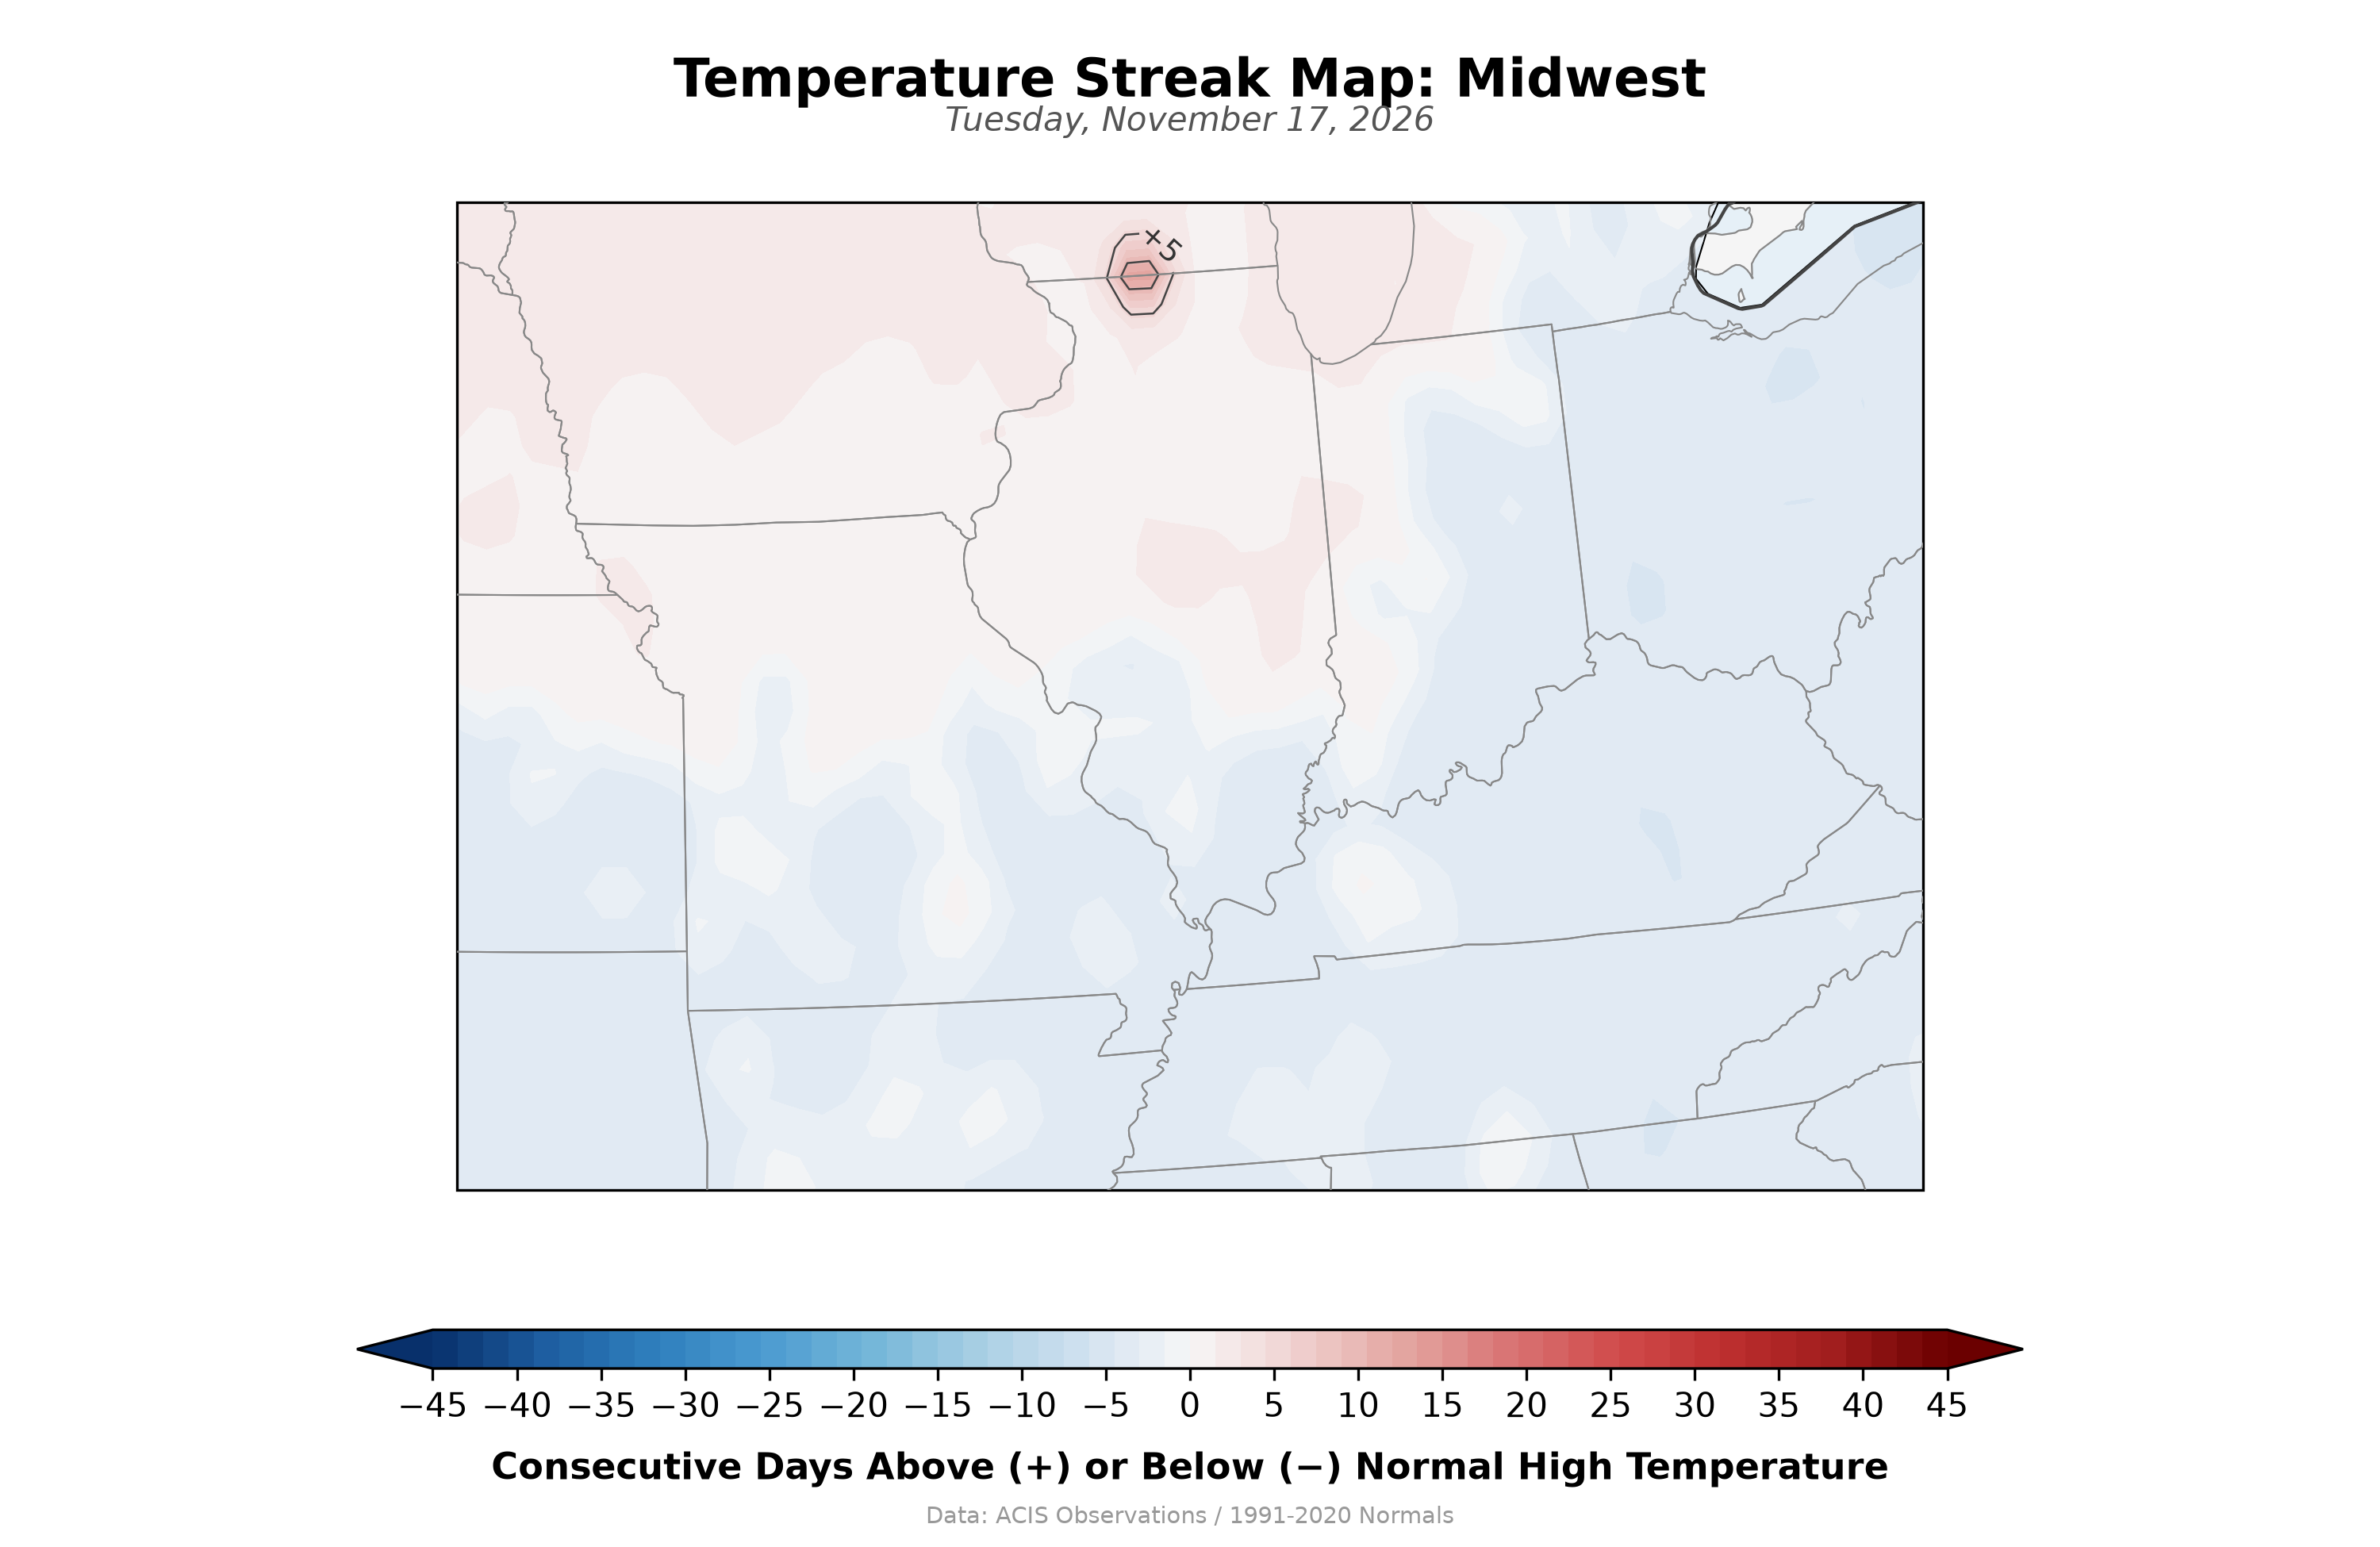 Temperature Streak Map: Midwest
Tuesday, November 17, 2026
×5
−45 −40 −35 −30 −25 −20 −15 −10 −5 0 5 10 15 20 25 30 35 40 45
Consecutive Days Above (+) or Below (−) Normal High Temperature
Data: ACIS Observations / 1991-2020 Normals